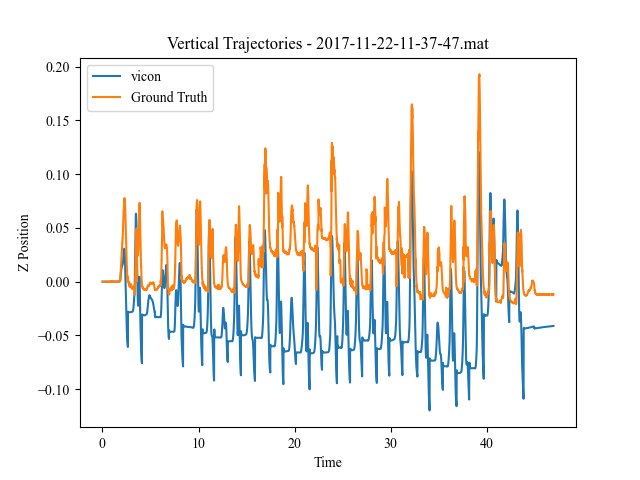 Vertical Trajectories - 2017-11-22-11-37-47.mat
vicon
Ground Truth
0.20
0.15
0.10
0.05
0.00
−0.05
−0.10
Z Position
0 10 20 30 40
Time